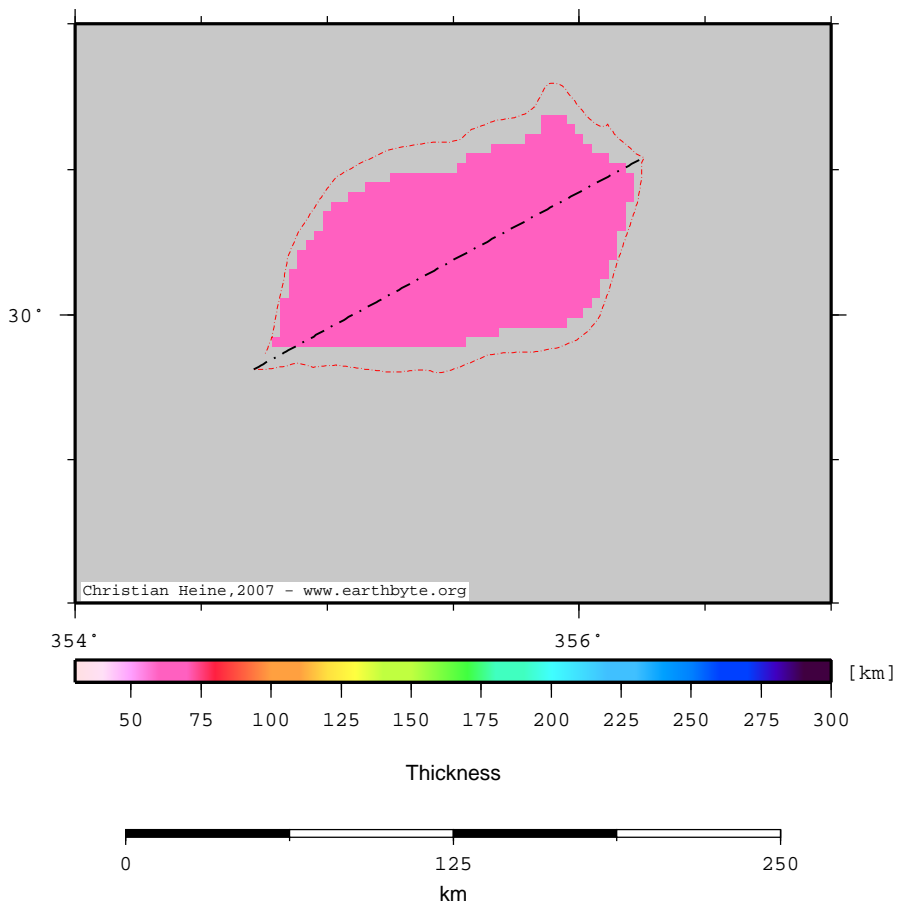 30°
Christian Heine,2007 - www.earthbyte.org
354° 356°
[km]
50 75 100 125 150 175 200 225 250 275 300
Thickness
0 125 250
km